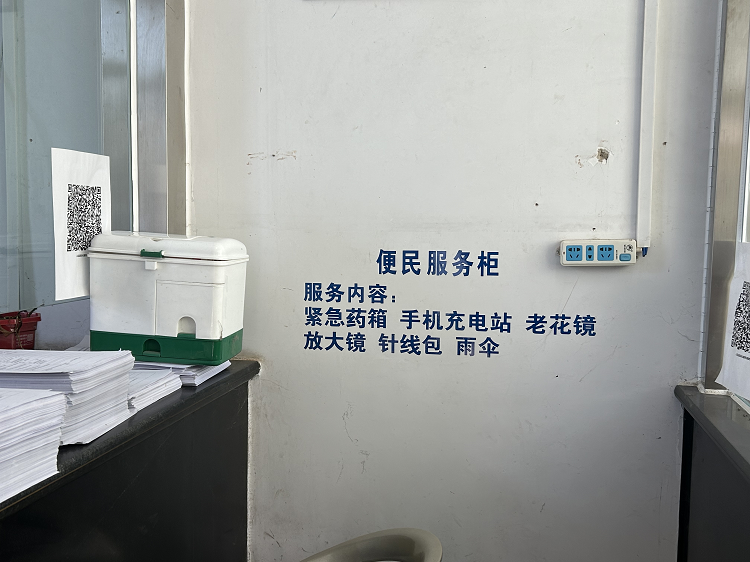 便民服务柜
服务内容：
紧急药箱 手机充电站 老花镜
放大镜 针线包 雨伞